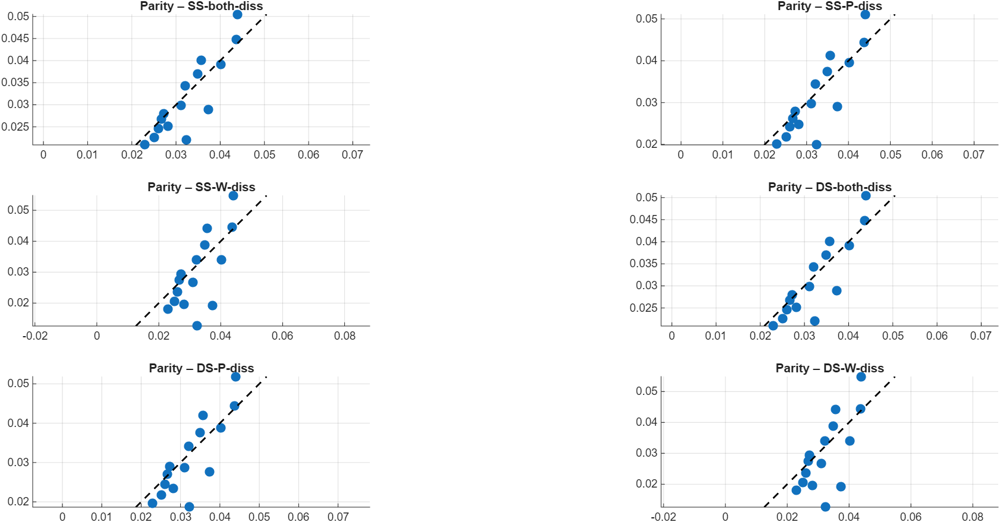 Parity – SS-both-diss
0.05
0.045
0.04
0.035
0.03
0.025
0 0.01 0.02 0.03 0.04 0.05 0.06 0.07
Parity – SS-P-diss
0.05
0.04
0.03
0.02
0 0.01 0.02 0.03 0.04 0.05 0.06 0.07
Parity – SS-W-diss
0.05
0.04
0.03
0.02
-0.02 0 0.02 0.04 0.06 0.08
Parity – DS-both-diss
0.05
0.045
0.04
0.035
0.03
0.025
0 0.01 0.02 0.03 0.04 0.05 0.06 0.07
Parity – DS-P-diss
0.05
0.04
0.03
0.02
0 0.01 0.02 0.03 0.04 0.05 0.06 0.07
Parity – DS-W-diss
0.05
0.04
0.03
0.02
-0.02 0 0.02 0.04 0.06 0.08